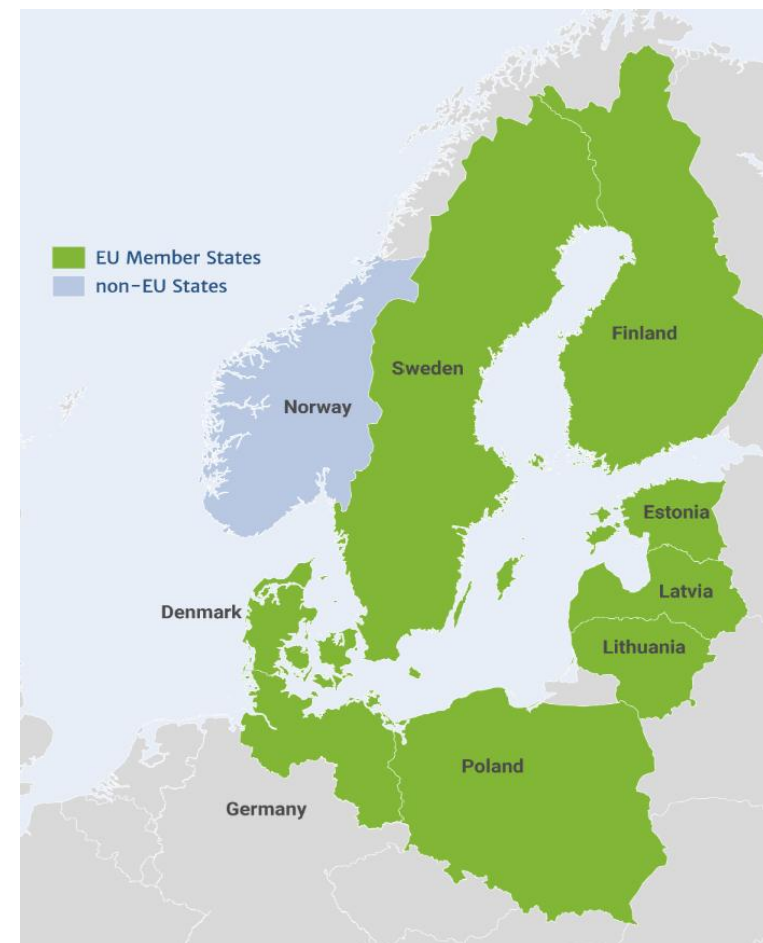 EU Member States
non-EU States
Finland
Sweden
Norway
Estonia
Latvia
Denmark
Lithuania
Poland
Germany